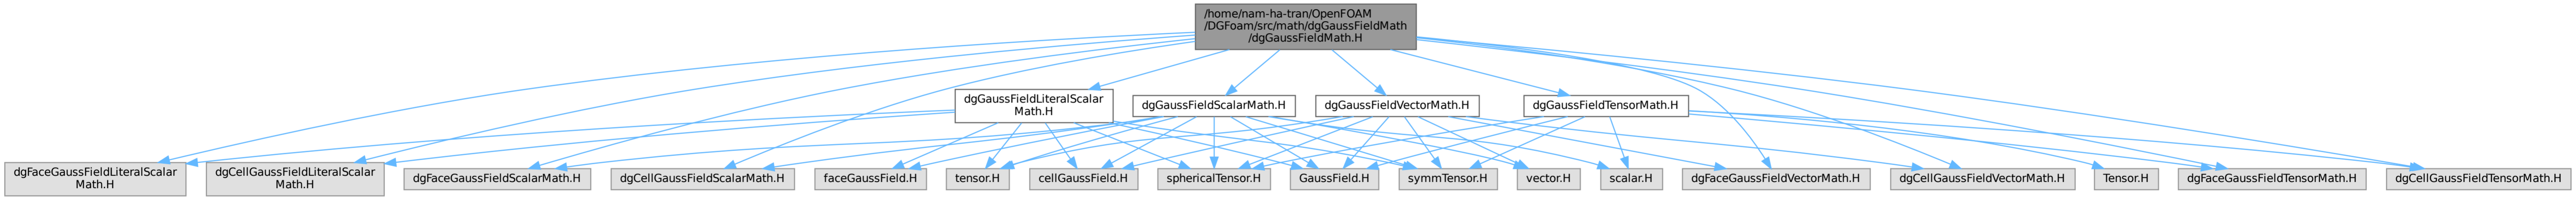 /home/nam-ha-tran/OpenFOAM
/DGFoam/src/math/dgGaussFieldMath
/dgGaussFieldMath.H
dgGaussFieldLiteralScalar
Math.H
dgGaussFieldScalarMath.H
dgGaussFieldVectorMath.H
dgGaussFieldTensorMath.H
dgFaceGaussFieldLiteralScalar
Math.H
dgCellGaussFieldLiteralScalar
Math.H
dgFaceGaussFieldScalarMath.H
dgCellGaussFieldScalarMath.H
faceGaussField.H
tensor.H
cellGaussField.H
sphericalTensor.H
GaussField.H
symmTensor.H
vector.H
scalar.H
dgFaceGaussFieldVectorMath.H
dgCellGaussFieldVectorMath.H
Tensor.H
dgFaceGaussFieldTensorMath.H
dgCellGaussFieldTensorMath.H